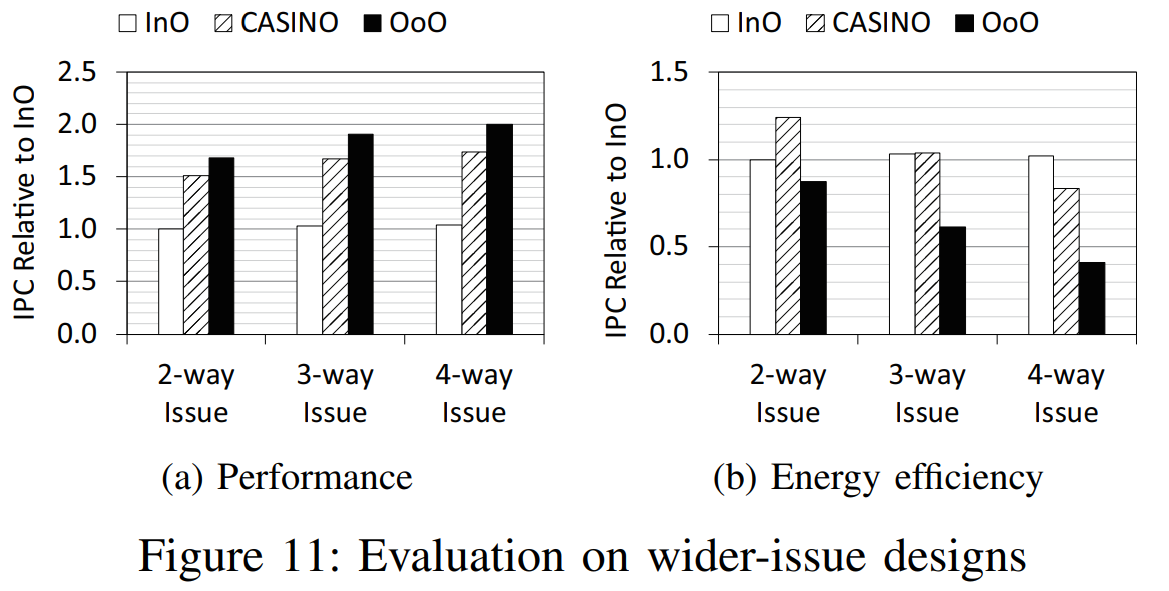 InO CASINO OoO
IPC Relative to InO
2.5
2.0
1.5
1.0
0.5
0.0
2-way Issue
3-way Issue
4-way Issue
(a) Performance
InO CASINO OoO
IPC Relative to InO
1.5
1.0
0.5
0.0
2-way Issue
3-way Issue
4-way Issue
(b) Energy efficiency
Figure 11: Evaluation on wider-issue designs